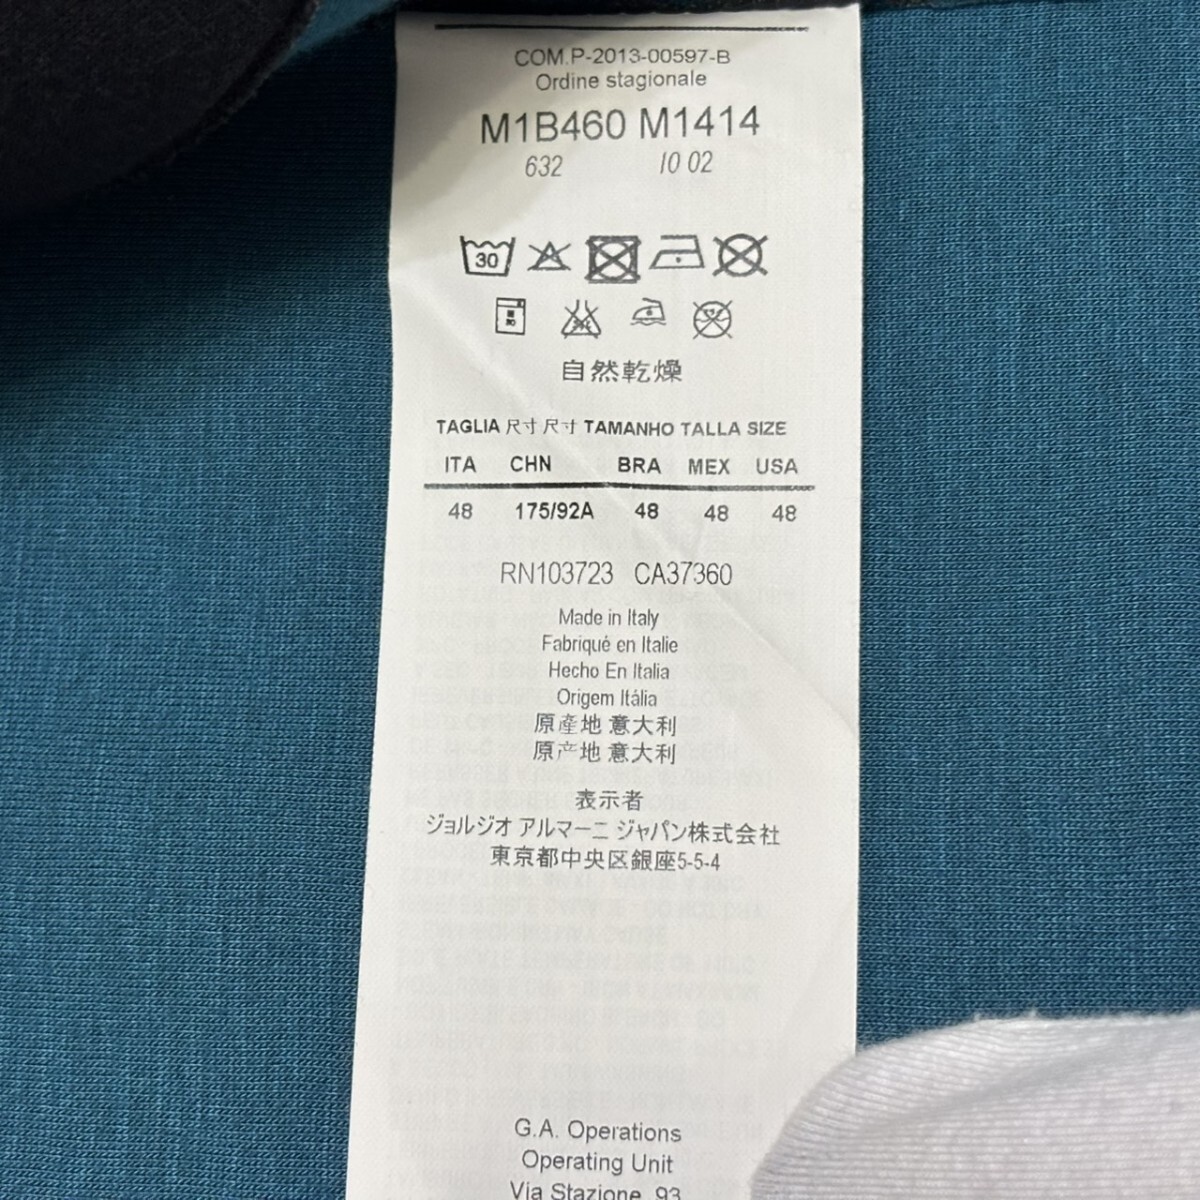 COM.P-2013-00597-B
Ordine stagionale
M1B460 M1414
632 10 02
30
自然乾燥
TAGLIA 尺寸 尺寸 TAMANHO TALLA SIZE
ITA CHN BRA MEX USA
48 175/92A 48 48 48
RN103723 CA37360
Made in Italy
Fabriqué en Italie
Hecho En Italia
Origem Itália
原產地 意大利
原产地 意大利
表示者
ジョルジオ アルマーニ ジャパン株式会社
東京都中央区銀座5-5-4
G.A. Operations
Operating Unit
Via Stazione, 93